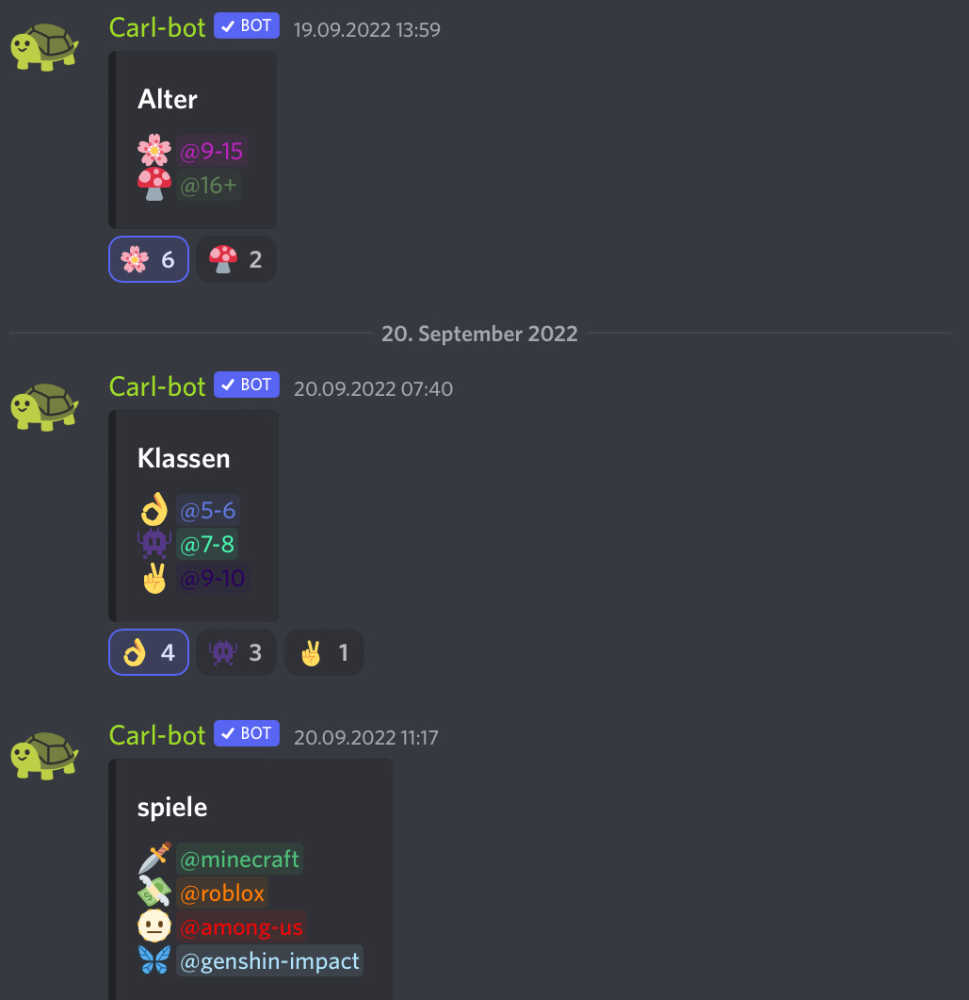 Carl-bot ✓ BOT 19.09.2022 13:59
Alter
🌸 @9-15
🍄 @16+
🌸 6 🍄 2
20. September 2022
Carl-bot ✓ BOT 20.09.2022 07:40
Klassen
👌 @5-6
👾 @7-8
✌️ @9-10
👌 4 👾 3 ✌️ 1
Carl-bot ✓ BOT 20.09.2022 11:17
spiele
🗡️ @minecraft
💸 @roblox
😐 @among-us
🦋 @genshin-impact